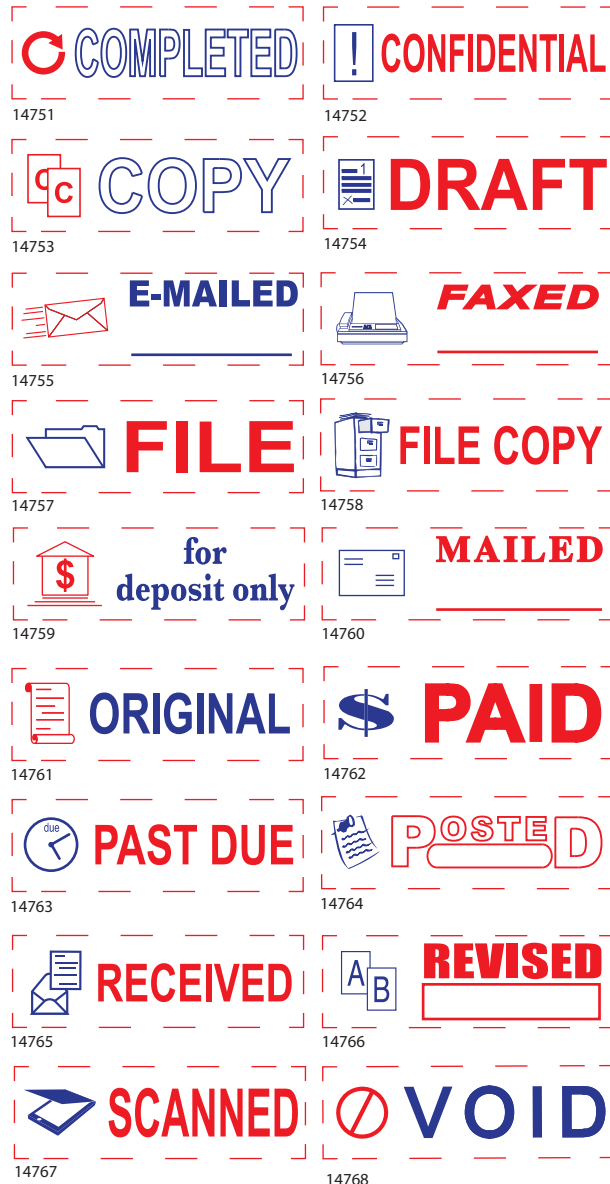 COMPLETED
14751
! CONFIDENTIAL
14752
C C COPY
14753
1 DRAFT
14754
E-MAILED
14755
FAXED
14756
FILE
14757
FILE COPY
14758
$ for
deposit only
14759
MAILED
14760
ORIGINAL
14761
$ PAID
14762
due PAST DUE
14763
POSTED
14764
RECEIVED
14765
A B REVISED
14766
SCANNED
14767
VOID
14768